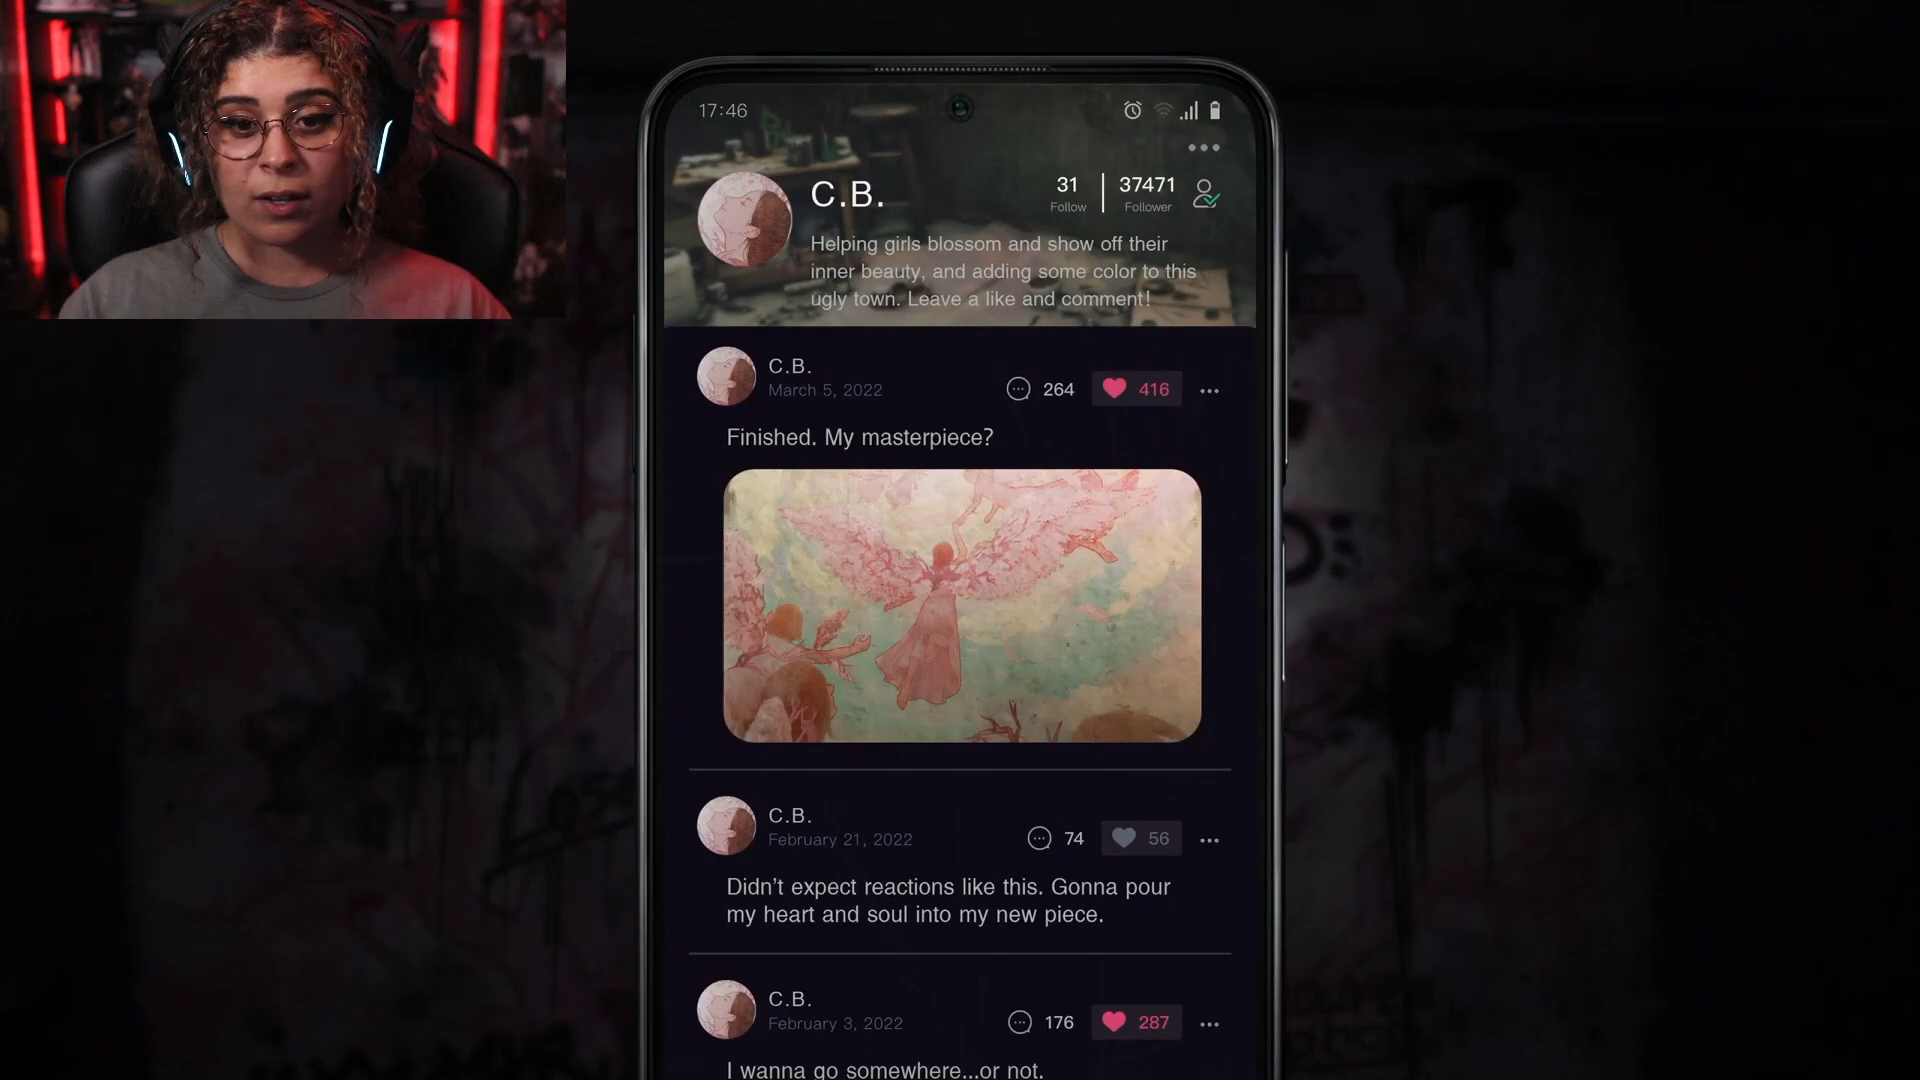 17:46
C.B.
31
Follow
37471
Follower
Helping girls blossom and show off their
inner beauty, and adding some color to this
ugly town. Leave a like and comment!
C.B.
March 5, 2022
264
416
Finished. My masterpiece?
C.B.
February 21, 2022
74
56
Didn't expect reactions like this. Gonna pour
my heart and soul into my new piece.
C.B.
February 3, 2022
176
287
I wanna go somewhere...or not.